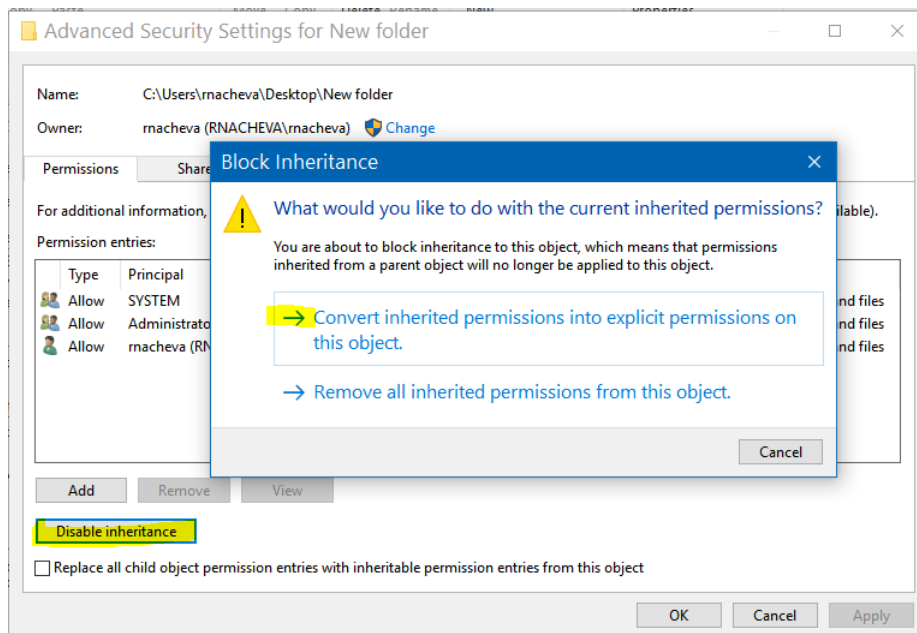 Advanced Security Settings for New folder
Name: C:\Users\rnacheva\Desktop\New folder
Owner: rnacheva (RNACHEVA\rnacheva) Change
Permissions Share
Block Inheritance
What would you like to do with the current inherited permissions?
For additional information, ilable).
You are about to block inheritance to this object, which means that permissions
inherited from a parent object will no longer be applied to this object.
Permission entries:
Type Principal
Allow SYSTEM nd files
Allow Administrato nd files
Allow rnacheva (RN nd files
Convert inherited permissions into explicit permissions on
this object.
Remove all inherited permissions from this object.
Cancel
Add Remove View
Disable inheritance
Replace all child object permission entries with inheritable permission entries from this object
OK Cancel Apply